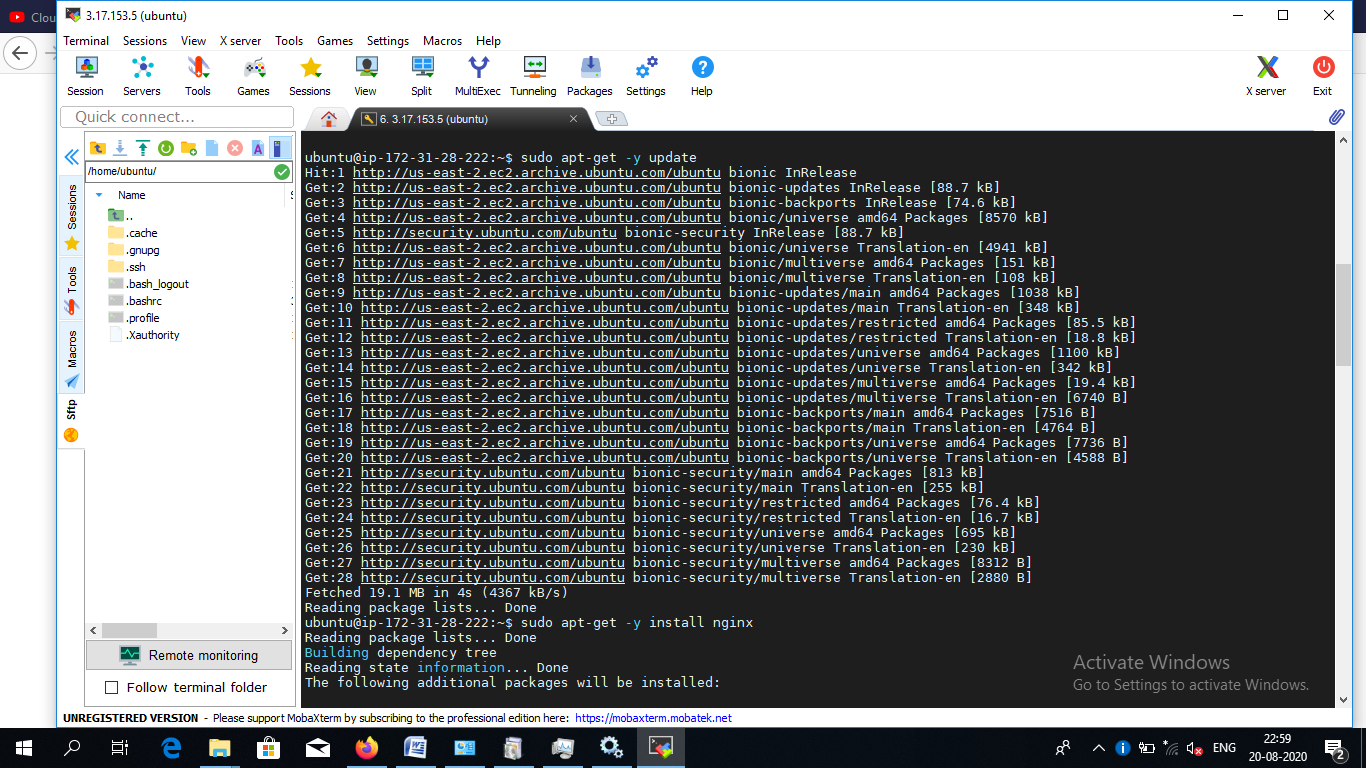 Clou
3.17.153.5 (ubuntu)
Terminal Sessions View X server Tools Games Settings Macros Help
Session Servers Tools Games Sessions View Split MultiExec Tunneling Packages Settings Help X server Exit
Quick connect...
6. 3.17.153.5 (ubuntu)
/home/ubuntu/
Name
..
.cache
.gnupg
.ssh
.bash_logout
.bashrc
.profile
.Xauthority
Sessions
Tools
Macros
Sftp
Remote monitoring
Follow terminal folder
ubuntu@ip-172-31-28-222:~$ sudo apt-get -y update
Hit:1 http://us-east-2.ec2.archive.ubuntu.com/ubuntu bionic InRelease
Get:2 http://us-east-2.ec2.archive.ubuntu.com/ubuntu bionic-updates InRelease [88.7 kB]
Get:3 http://us-east-2.ec2.archive.ubuntu.com/ubuntu bionic-backports InRelease [74.6 kB]
Get:4 http://us-east-2.ec2.archive.ubuntu.com/ubuntu bionic/universe amd64 Packages [8570 kB]
Get:5 http://security.ubuntu.com/ubuntu bionic-security InRelease [88.7 kB]
Get:6 http://us-east-2.ec2.archive.ubuntu.com/ubuntu bionic/universe Translation-en [4941 kB]
Get:7 http://us-east-2.ec2.archive.ubuntu.com/ubuntu bionic/multiverse amd64 Packages [151 kB]
Get:8 http://us-east-2.ec2.archive.ubuntu.com/ubuntu bionic/multiverse Translation-en [108 kB]
Get:9 http://us-east-2.ec2.archive.ubuntu.com/ubuntu bionic-updates/main amd64 Packages [1038 kB]
Get:10 http://us-east-2.ec2.archive.ubuntu.com/ubuntu bionic-updates/main Translation-en [348 kB]
Get:11 http://us-east-2.ec2.archive.ubuntu.com/ubuntu bionic-updates/restricted amd64 Packages [85.5 kB]
Get:12 http://us-east-2.ec2.archive.ubuntu.com/ubuntu bionic-updates/restricted Translation-en [18.8 kB]
Get:13 http://us-east-2.ec2.archive.ubuntu.com/ubuntu bionic-updates/universe amd64 Packages [1100 kB]
Get:14 http://us-east-2.ec2.archive.ubuntu.com/ubuntu bionic-updates/universe Translation-en [342 kB]
Get:15 http://us-east-2.ec2.archive.ubuntu.com/ubuntu bionic-updates/multiverse amd64 Packages [19.4 kB]
Get:16 http://us-east-2.ec2.archive.ubuntu.com/ubuntu bionic-updates/multiverse Translation-en [6740 B]
Get:17 http://us-east-2.ec2.archive.ubuntu.com/ubuntu bionic-backports/main amd64 Packages [7516 B]
Get:18 http://us-east-2.ec2.archive.ubuntu.com/ubuntu bionic-backports/main Translation-en [4764 B]
Get:19 http://us-east-2.ec2.archive.ubuntu.com/ubuntu bionic-backports/universe amd64 Packages [7736 B]
Get:20 http://us-east-2.ec2.archive.ubuntu.com/ubuntu bionic-backports/universe Translation-en [4588 B]
Get:21 http://security.ubuntu.com/ubuntu bionic-security/main amd64 Packages [813 kB]
Get:22 http://security.ubuntu.com/ubuntu bionic-security/main Translation-en [255 kB]
Get:23 http://security.ubuntu.com/ubuntu bionic-security/restricted amd64 Packages [76.4 kB]
Get:24 http://security.ubuntu.com/ubuntu bionic-security/restricted Translation-en [16.7 kB]
Get:25 http://security.ubuntu.com/ubuntu bionic-security/universe amd64 Packages [695 kB]
Get:26 http://security.ubuntu.com/ubuntu bionic-security/universe Translation-en [230 kB]
Get:27 http://security.ubuntu.com/ubuntu bionic-security/multiverse amd64 Packages [8312 B]
Get:28 http://security.ubuntu.com/ubuntu bionic-security/multiverse Translation-en [2880 B]
Fetched 19.1 MB in 4s (4367 kB/s)
Reading package lists... Done
ubuntu@ip-172-31-28-222:~$ sudo apt-get -y install nginx
Reading package lists... Done
Building dependency tree
Reading state information... Done
The following additional packages will be installed:
Activate Windows
Go to Settings to activate Windows.
UNREGISTERED VERSION - Please support MobaXterm by subscribing to the professional edition here: https://mobaxterm.mobatek.net
ENG
22:59
20-08-2020
2